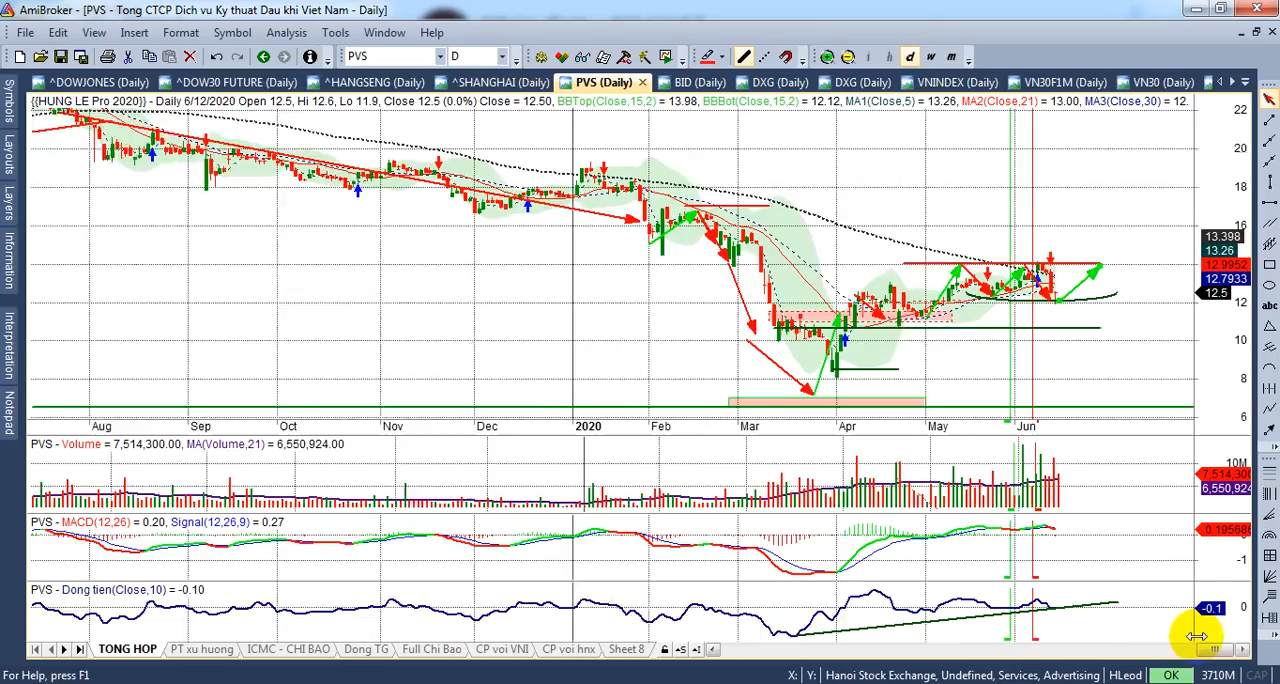 AmiBroker - [PVS - Tong CTCP Dich vu Ky thuat Dau khi Viet Nam - Daily]
File Edit View Insert Format Symbol Analysis Tools Window Help
PVS D i h d w m
^DOWJONES (Daily) ^DOW30 FUTURE (Daily) ^HANGSENG (Daily) ^SHANGHAI (Daily) PVS (Daily) BID (Daily) DXG (Daily) DXG (Daily) VNINDEX (Daily) VN30F1M (Daily) VN30 (Daily)
{{HUNG LE Pro 2020}} - Daily 6/12/2020 Open 12.5, Hi 12.6, Lo 11.9, Close 12.5 (0.0%) Close = 12.50, BBTop(Close,15,2) = 13.98, BBBot(Close,15,2) = 12.12, MA1(Close,5) = 13.26, MA2(Close,21) = 13.00, MA3(Close,30) = 12.
Symbols
Layouts
Layers
Information
Interpretation
Notepad
22
20
18
16
13.398
13.26
12.9952
12.7933
12.5
12
10
8
6
Aug Sep Oct Nov Dec 2020 Feb Mar Apr May Jun
PVS - Volume = 7,514,300.00, MA(Volume,21) = 6,550,924.00
10M
7,514,300
6,550,924
PVS - MACD(12,26) = 0.20, Signal(12,26,9) = 0.27
-1
PVS - Dong tien(Close,10) = -0.10
-0.1 0
abc
TONG HOP PT xu huong ICMC - CHI BAO Dong TG Full Chi Bao CP voi VNI CP voi hnx Sheet 8
For Help, press F1 X: Y: Hanoi Stock Exchange, Undefined, Services, Advertising HLeod OK 3710M CAP